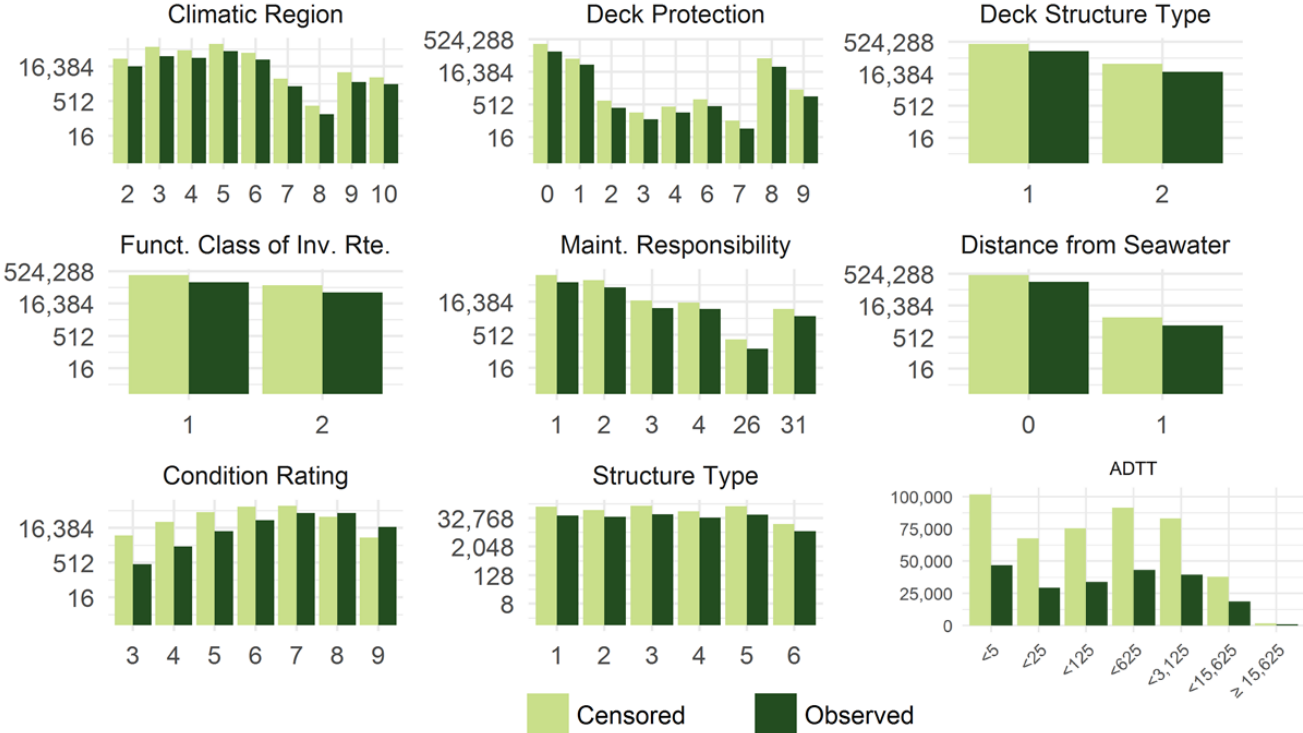 Climatic Region
16,384
512
16
2 3 4 5 6 7 8 9 10
Deck Protection
524,288
16,384
512
16
0 1 2 3 4 6 7 8 9
Deck Structure Type
524,288
16,384
512
16
1 2
Funct. Class of Inv. Rte.
524,288
16,384
512
16
1 2
Maint. Responsibility
16,384
512
16
1 2 3 4 26 31
Distance from Seawater
524,288
16,384
512
16
0 1
Condition Rating
16,384
512
16
3 4 5 6 7 8 9
Structure Type
32,768
2,048
128
8
1 2 3 4 5 6
ADTT
100,000
75,000
50,000
25,000
0
<5 <25 <125 <625 <3,125 <15,625 ≥ 15,625
Censored Observed